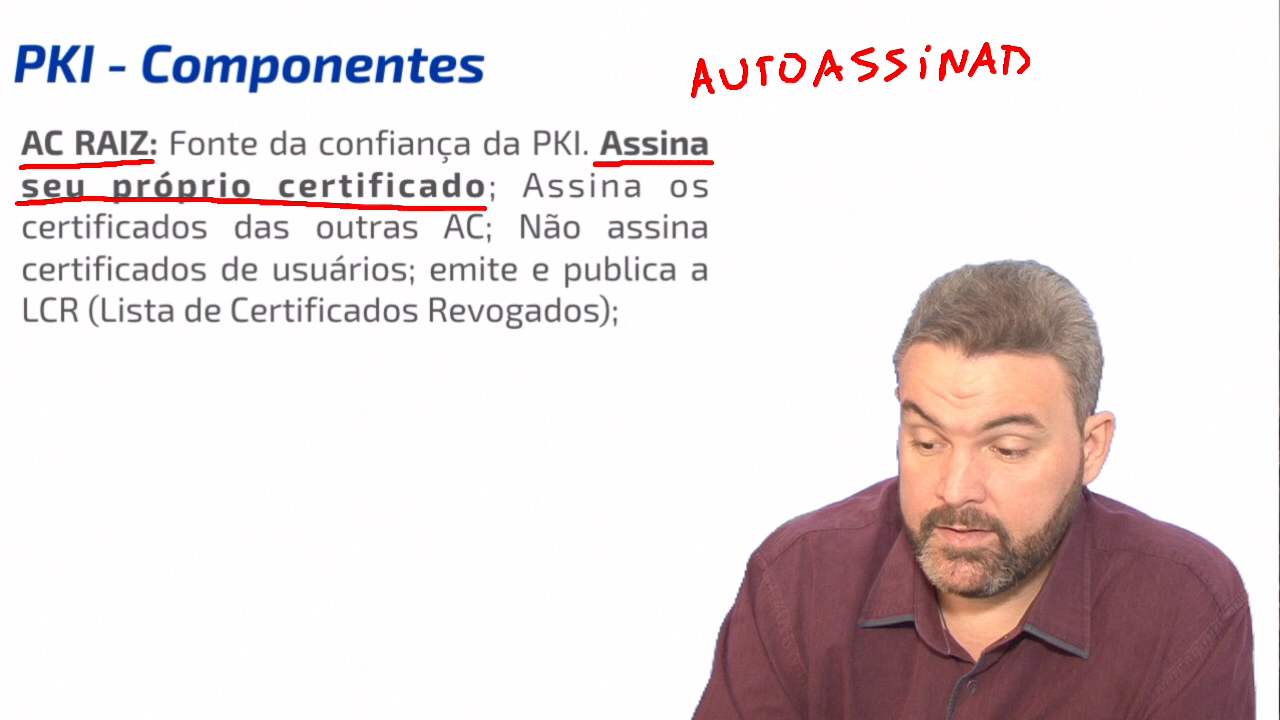 PKI - Componentes
AUTOASSiNAD
AC RAIZ: Fonte da confiança da PKI. Assina
seu próprio certificado; Assina os
certificados das outras AC; Não assina
certificados de usuários; emite e publica a
LCR (Lista de Certificados Revogados);